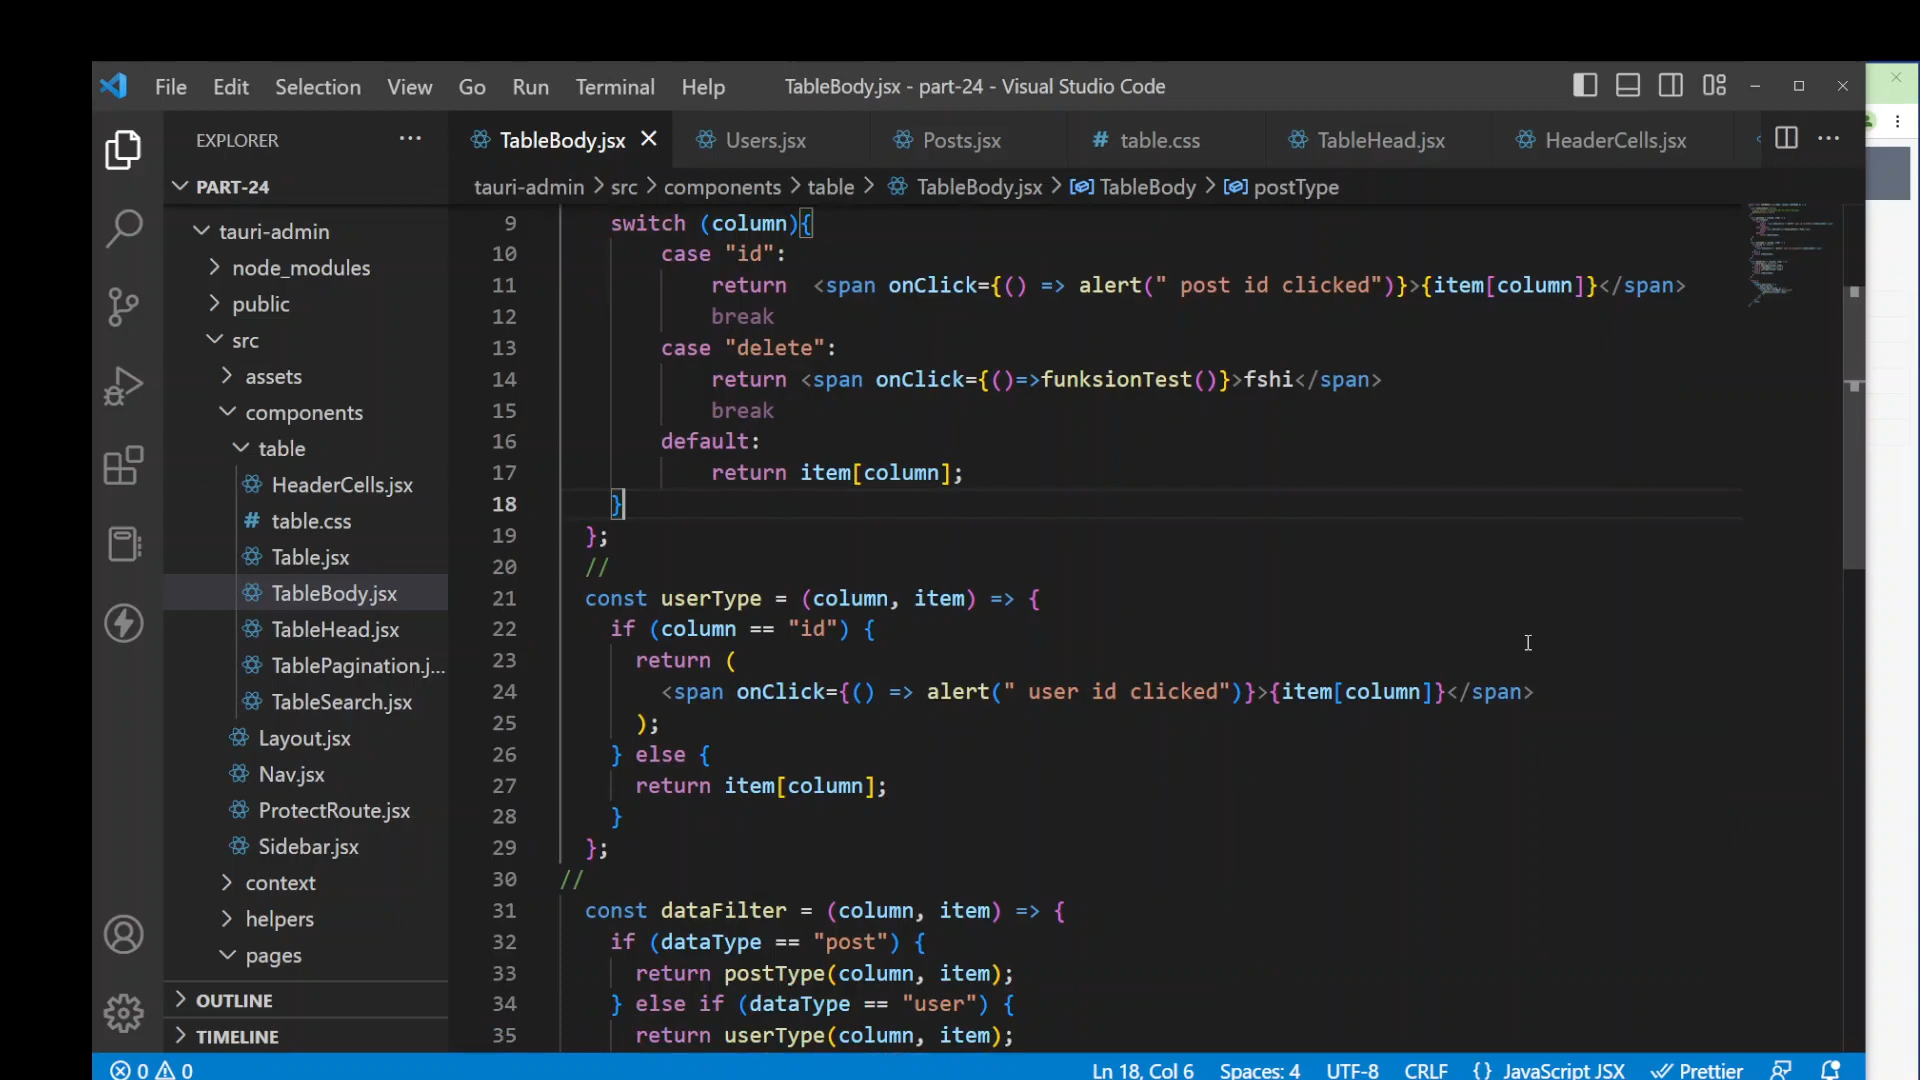 File Edit Selection View Go Run Terminal Help TableBody.jsx - part-24 - Visual Studio Code
EXPLORER ··· TableBody.jsx Users.jsx Posts.jsx # table.css TableHead.jsx HeaderCells.jsx ···
PART-24 tauri-admin > src > components > table > TableBody.jsx > TableBody > postType
tauri-admin
node_modules
public
src
assets
components
table
HeaderCells.jsx
# table.css
Table.jsx
TableBody.jsx
TableHead.jsx
TablePagination.j...
TableSearch.jsx
Layout.jsx
Nav.jsx
ProtectRoute.jsx
Sidebar.jsx
context
helpers
pages
OUTLINE
TIMELINE
9 switch (column){
10 case "id":
11 return <span onClick={() => alert(" post id clicked")}>{item[column]}</span>
12 break
13 case "delete":
14 return <span onClick={()=>funksionTest()}>fshi</span>
15 break
16 default:
17 return item[column];
18 }
19 };
20 //
21 const userType = (column, item) => {
22 if (column == "id") {
23 return (
24 <span onClick={() => alert(" user id clicked")}>{item[column]}</span>
25 );
26 } else {
27 return item[column];
28 }
29 };
30 //
31 const dataFilter = (column, item) => {
32 if (dataType == "post") {
33 return postType(column, item);
34 } else if (dataType == "user") {
35 return userType(column, item);
0 0 Ln 18, Col 6 Spaces: 4 UTF-8 CRLF {} JavaScript JSX Prettier